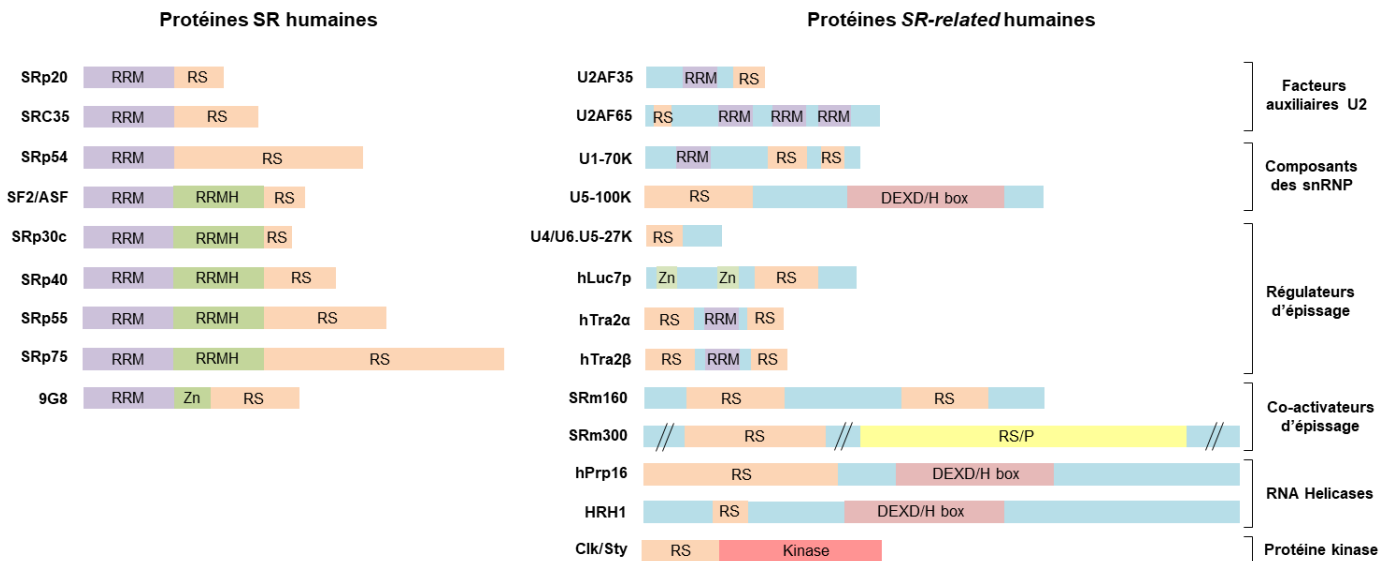 Protéines SR humaines
SRp20 RRM RS
SRC35 RRM RS
SRp54 RRM RS
SF2/ASF RRM RRMH RS
SRp30c RRM RRMH RS
SRp40 RRM RRMH RS
SRp55 RRM RRMH RS
SRp75 RRM RRMH RS
9G8 RRM Zn RS
Protéines SR-related humaines
U2AF35 RRM RS
U2AF65 RS RRM RRM RRM
Facteurs
auxiliaires U2
U1-70K RRM RS RS
U5-100K RS DEXD/H box
Composants
des snRNP
U4/U6.U5-27K RS
hLuc7p Zn Zn RS
hTra2α RS RRM RS
hTra2β RS RRM RS
Régulateurs
d'épissage
SRm160 RS RS
SRm300 RS RS/P
Co-activateurs
d'épissage
hPrp16 RS DEXD/H box
HRH1 RS DEXD/H box
RNA Helicases
Clk/Sty RS Kinase
Protéine kinase